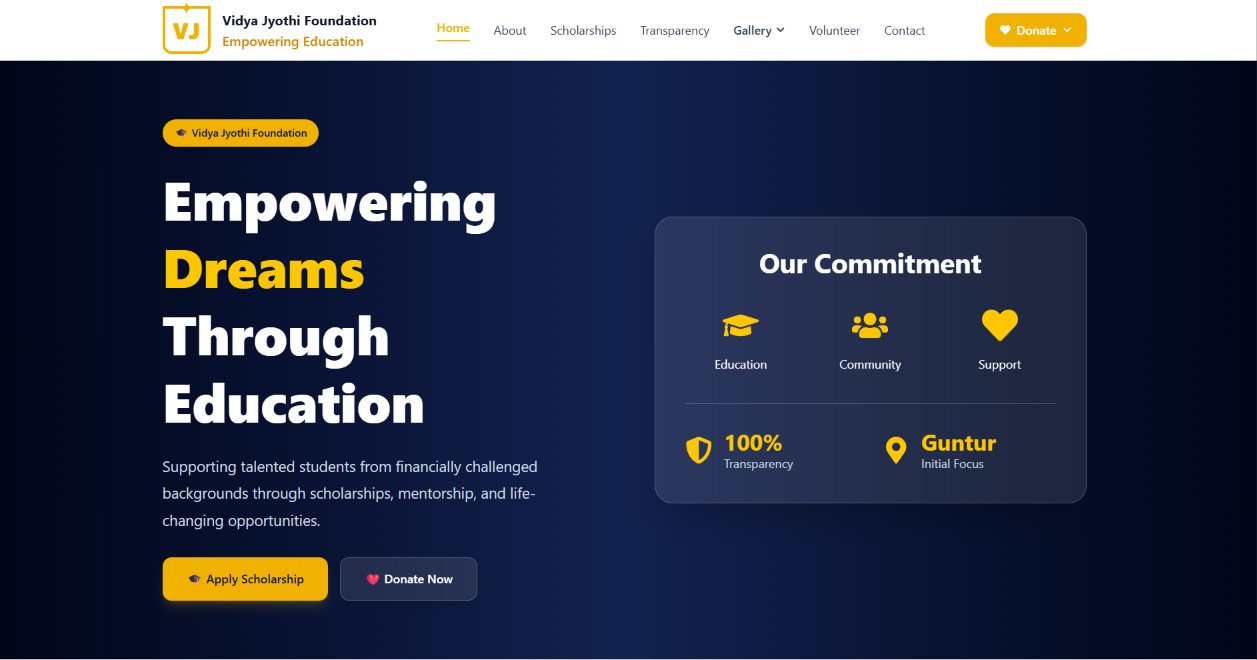 VJ
Vidya Jyothi Foundation
Empowering Education
Home
About
Scholarships
Transparency
Gallery
Volunteer
Contact
Donate
Vidya Jyothi Foundation
Empowering
Dreams
Through
Education
Supporting talented students from financially challenged
backgrounds through scholarships, mentorship, and life-
changing opportunities.
Apply Scholarship
Donate Now
Our Commitment
Education
Community
Support
100%
Transparency
Guntur
Initial Focus